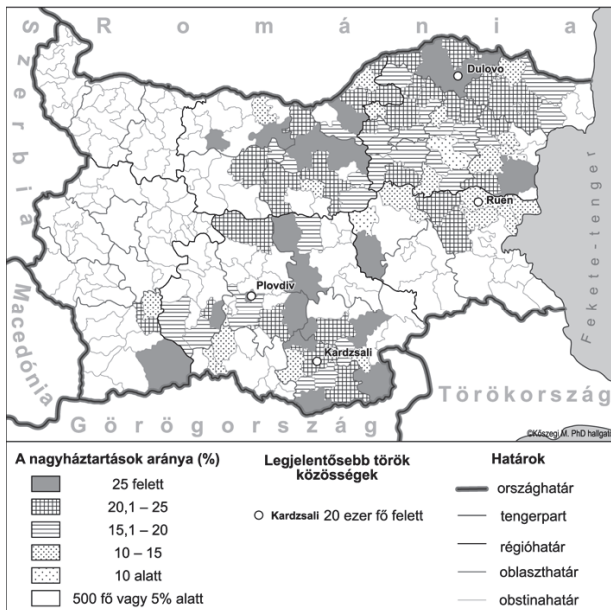 Románia
Szerbia
Dulovo
Ruen
Fekete-tenger
Plovdiv
Macedónia
Kardzsali
Törökország
Görögország
©Kőszegi M. PhD hallgató
A nagyháztartások aránya (%)
25 felett
20,1 – 25
15,1 – 20
10 – 15
10 alatt
500 fő vagy 5% alatt
Legjelentősebb török
közösségek
Kardzsali 20 ezer fő felett
Határok
országhatár
tengerpart
régióhatár
oblaszthatár
obstinahatár